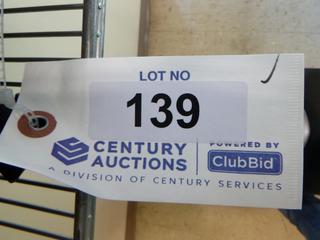 LOT NO
139
CENTURY
AUCTIONS
POWERED BY
ClubBid
A DIVISION OF CENTURY SERVICES